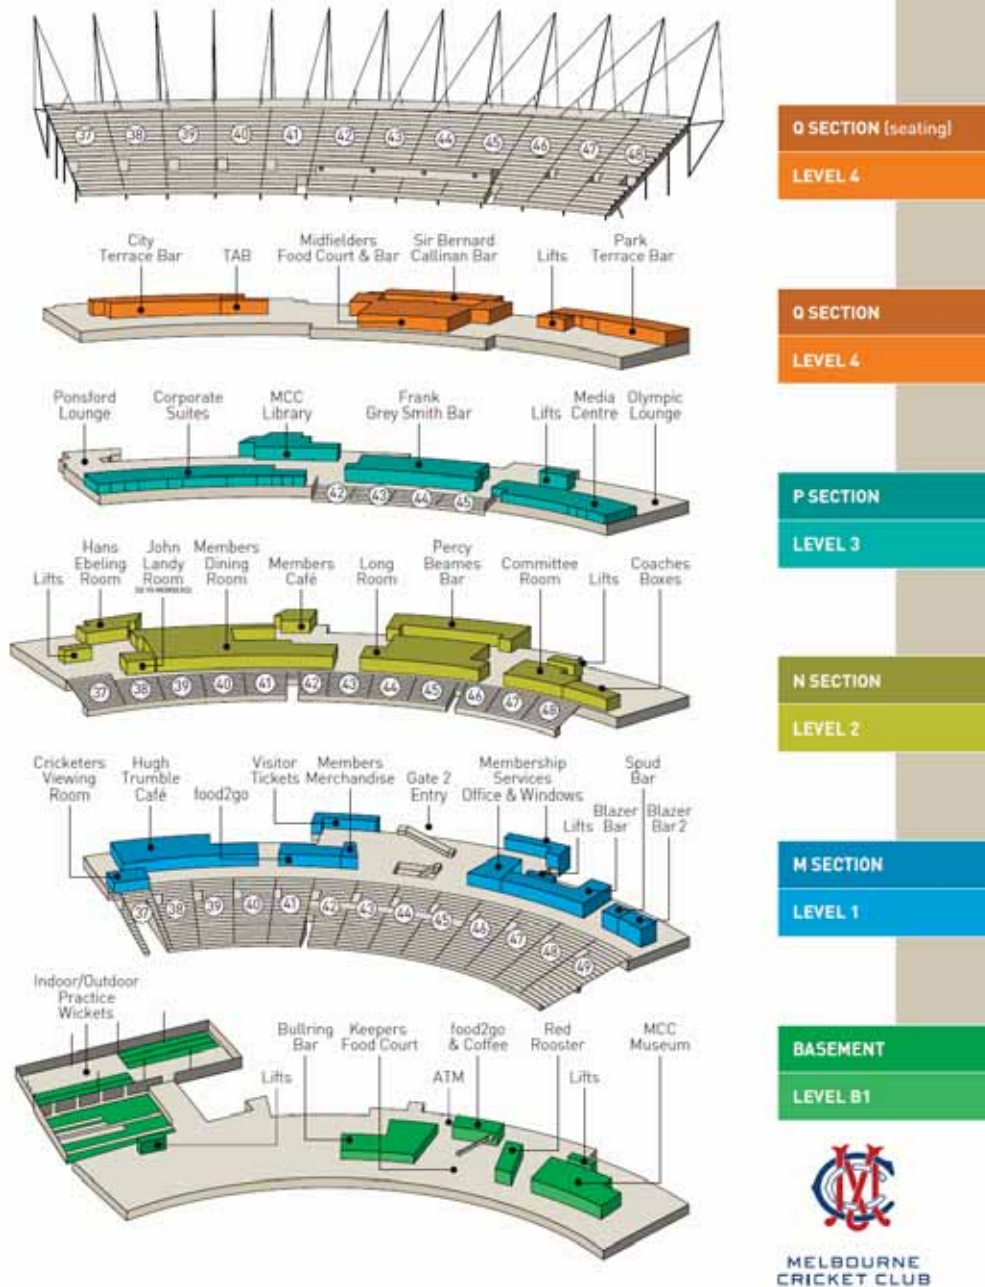 37 38 39 40 41 42 43 44 45 46 47 48
Q SECTION (seating)
LEVEL 4
City
Terrace Bar
TAB
Midfielders
Food Court & Bar
Sir Bernard
Callinan Bar
Lifts
Park
Terrace Bar
Q SECTION
LEVEL 4
Ponsford
Lounge
Corporate
Suites
MCC
Library
Frank
Grey Smith Bar
Lifts
Media
Centre
Olympic
Lounge
42 43 44 45
P SECTION
LEVEL 3
Lifts
Hans
Ebeling
Room
John
Landy
Room
Members
Dining
Room
Members
Café
Long
Room
Percy
Beames
Bar
Committee
Room
Lifts
Coaches
Boxes
37 38 39 40 41 42 43 44 45 46 47 48
N SECTION
LEVEL 2
Cricketers
Viewing
Room
Hugh
Trumble
Café
food2go
Visitor
Tickets
Members
Merchandise
Gate 2
Entry
Membership
Services
Office & Windows
Lifts
Blazer
Bar
Spud
Bar
Blazer
Bar 2
37 38 39 40 41 42 43 44 45 46 47 48 49
M SECTION
LEVEL 1
Indoor/Outdoor
Practice
Wickets
Lifts
Bullring
Bar
Keepers
Food Court
ATM
food2go
& Coffee
Red
Rooster
Lifts
MCC
Museum
BASEMENT
LEVEL B1
MCC
MELBOURNE
CRICKET CLUB